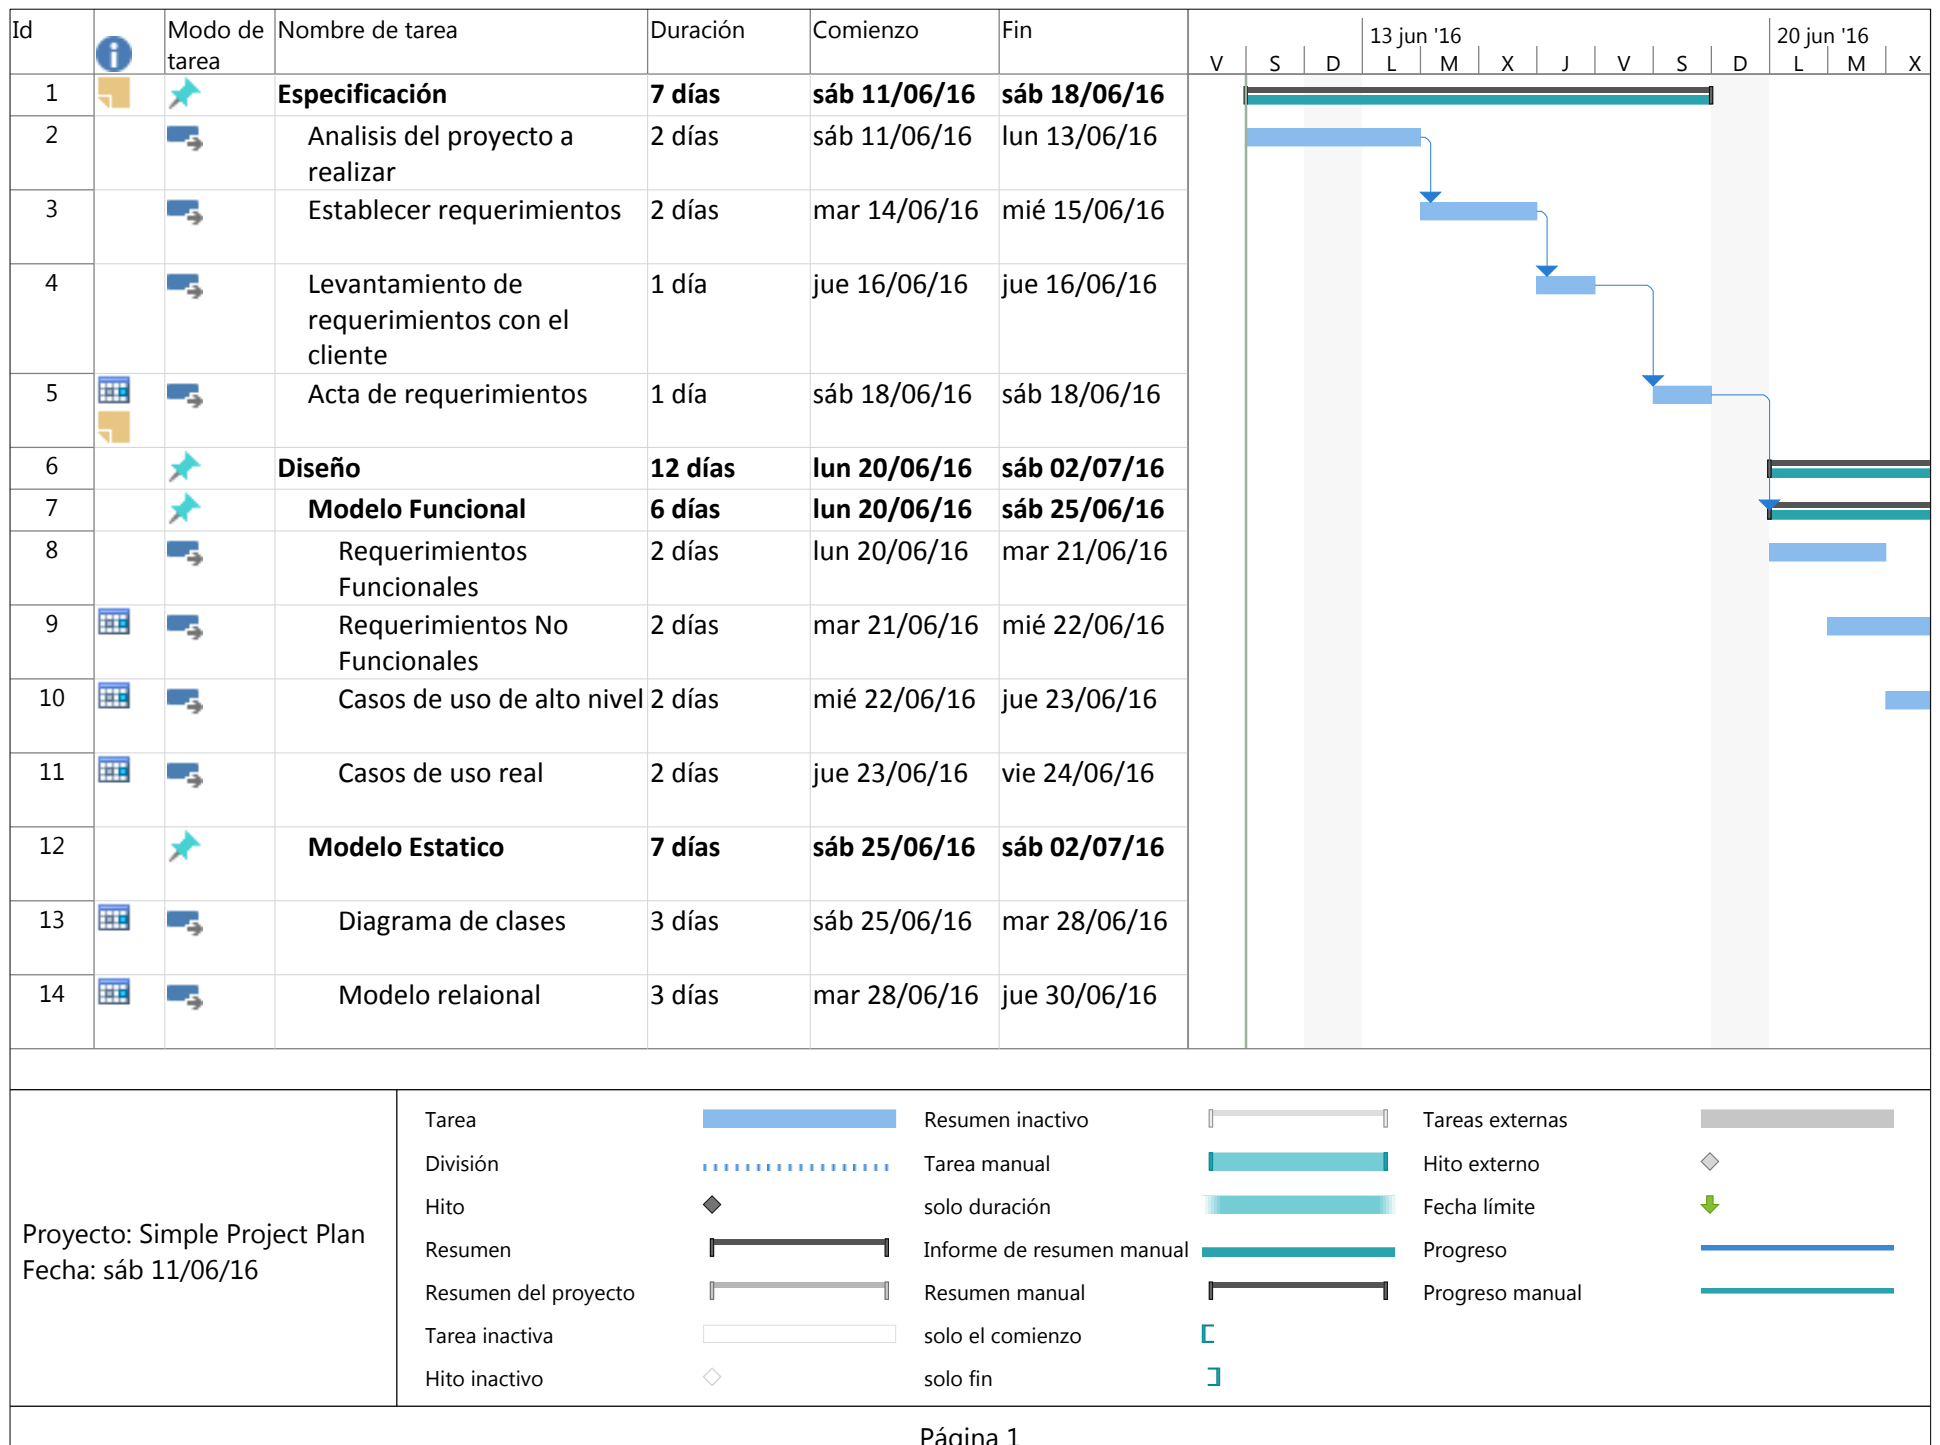 Id Modo de Nombre de tarea Duración Comienzo Fin 13 jun '16 20 jun '16
tarea V S D L M X J V S D L M X
1 Especificación 7 días sáb 11/06/16 sáb 18/06/16
2 Analisis del proyecto a 2 días sáb 11/06/16 lun 13/06/16
realizar
3 Establecer requerimientos 2 días mar 14/06/16 mié 15/06/16
4 Levantamiento de 1 día jue 16/06/16 jue 16/06/16
requerimientos con el
cliente
5 Acta de requerimientos 1 día sáb 18/06/16 sáb 18/06/16
6 Diseño 12 días lun 20/06/16 sáb 02/07/16
7 Modelo Funcional 6 días lun 20/06/16 sáb 25/06/16
8 Requerimientos 2 días lun 20/06/16 mar 21/06/16
Funcionales
9 Requerimientos No 2 días mar 21/06/16 mié 22/06/16
Funcionales
10 Casos de uso de alto nivel 2 días mié 22/06/16 jue 23/06/16
11 Casos de uso real 2 días jue 23/06/16 vie 24/06/16
12 Modelo Estatico 7 días sáb 25/06/16 sáb 02/07/16
13 Diagrama de clases 3 días sáb 25/06/16 mar 28/06/16
14 Modelo relaional 3 días mar 28/06/16 jue 30/06/16
Proyecto: Simple Project Plan
Fecha: sáb 11/06/16
Tarea Resumen inactivo Tareas externas
División Tarea manual Hito externo
Hito solo duración Fecha límite
Resumen Informe de resumen manual Progreso
Resumen del proyecto Resumen manual Progreso manual
Tarea inactiva solo el comienzo
Hito inactivo solo fin
Página 1